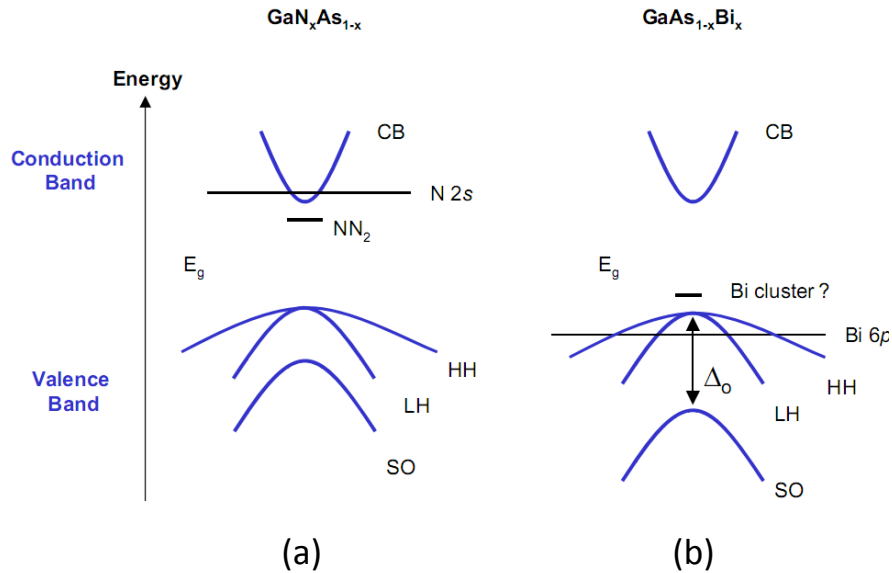 GaNxAs1-x
GaAs1-xBix
Energy
CB
CB
Conduction
Band
N 2s
NN2
Eg
Eg
Bi cluster ?
Bi 6p
HH
HH
Valence
Band
Δo
LH
LH
SO
SO
(a)
(b)